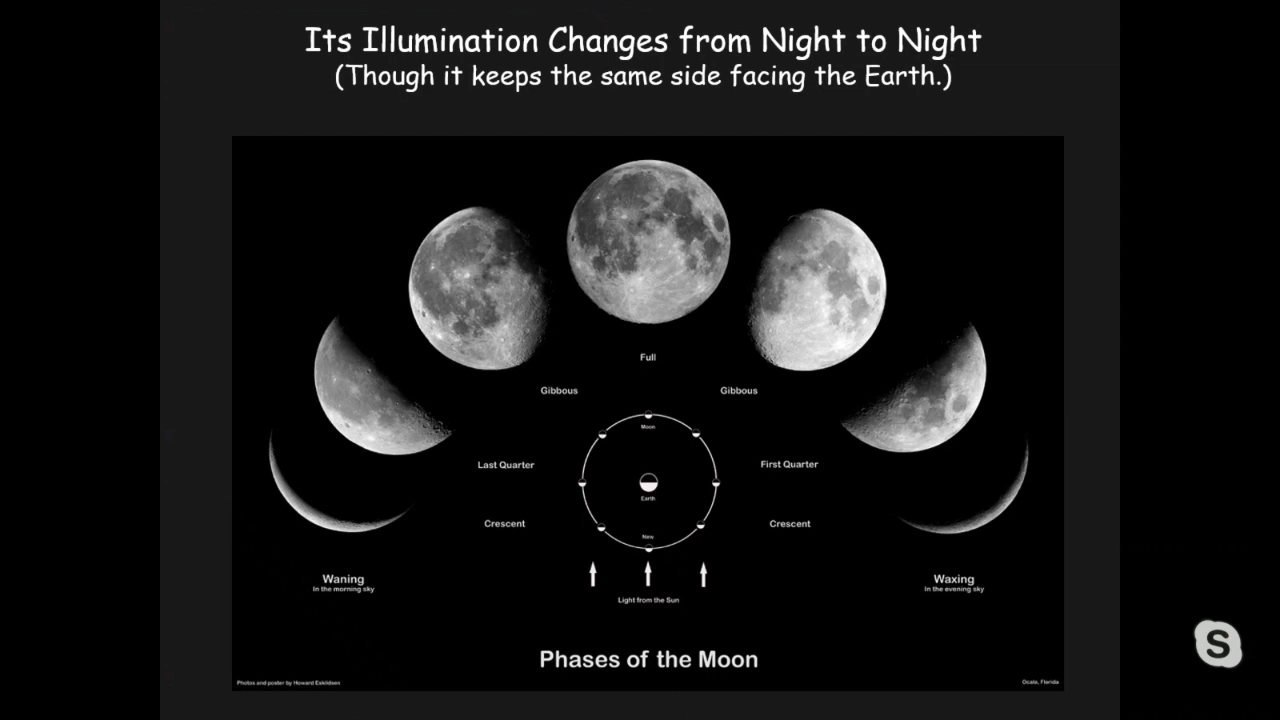 Its Illumination Changes from Night to Night
(Though it keeps the same side facing the Earth.)
Full
Gibbous
Gibbous
Moon
Last Quarter
First Quarter
Earth
Crescent
Crescent
New
Waning
In the morning sky
Waxing
In the evening sky
Light from the Sun
S
Phases of the Moon
Photos and poster by Howard Eskildsen
Ocala, Florida